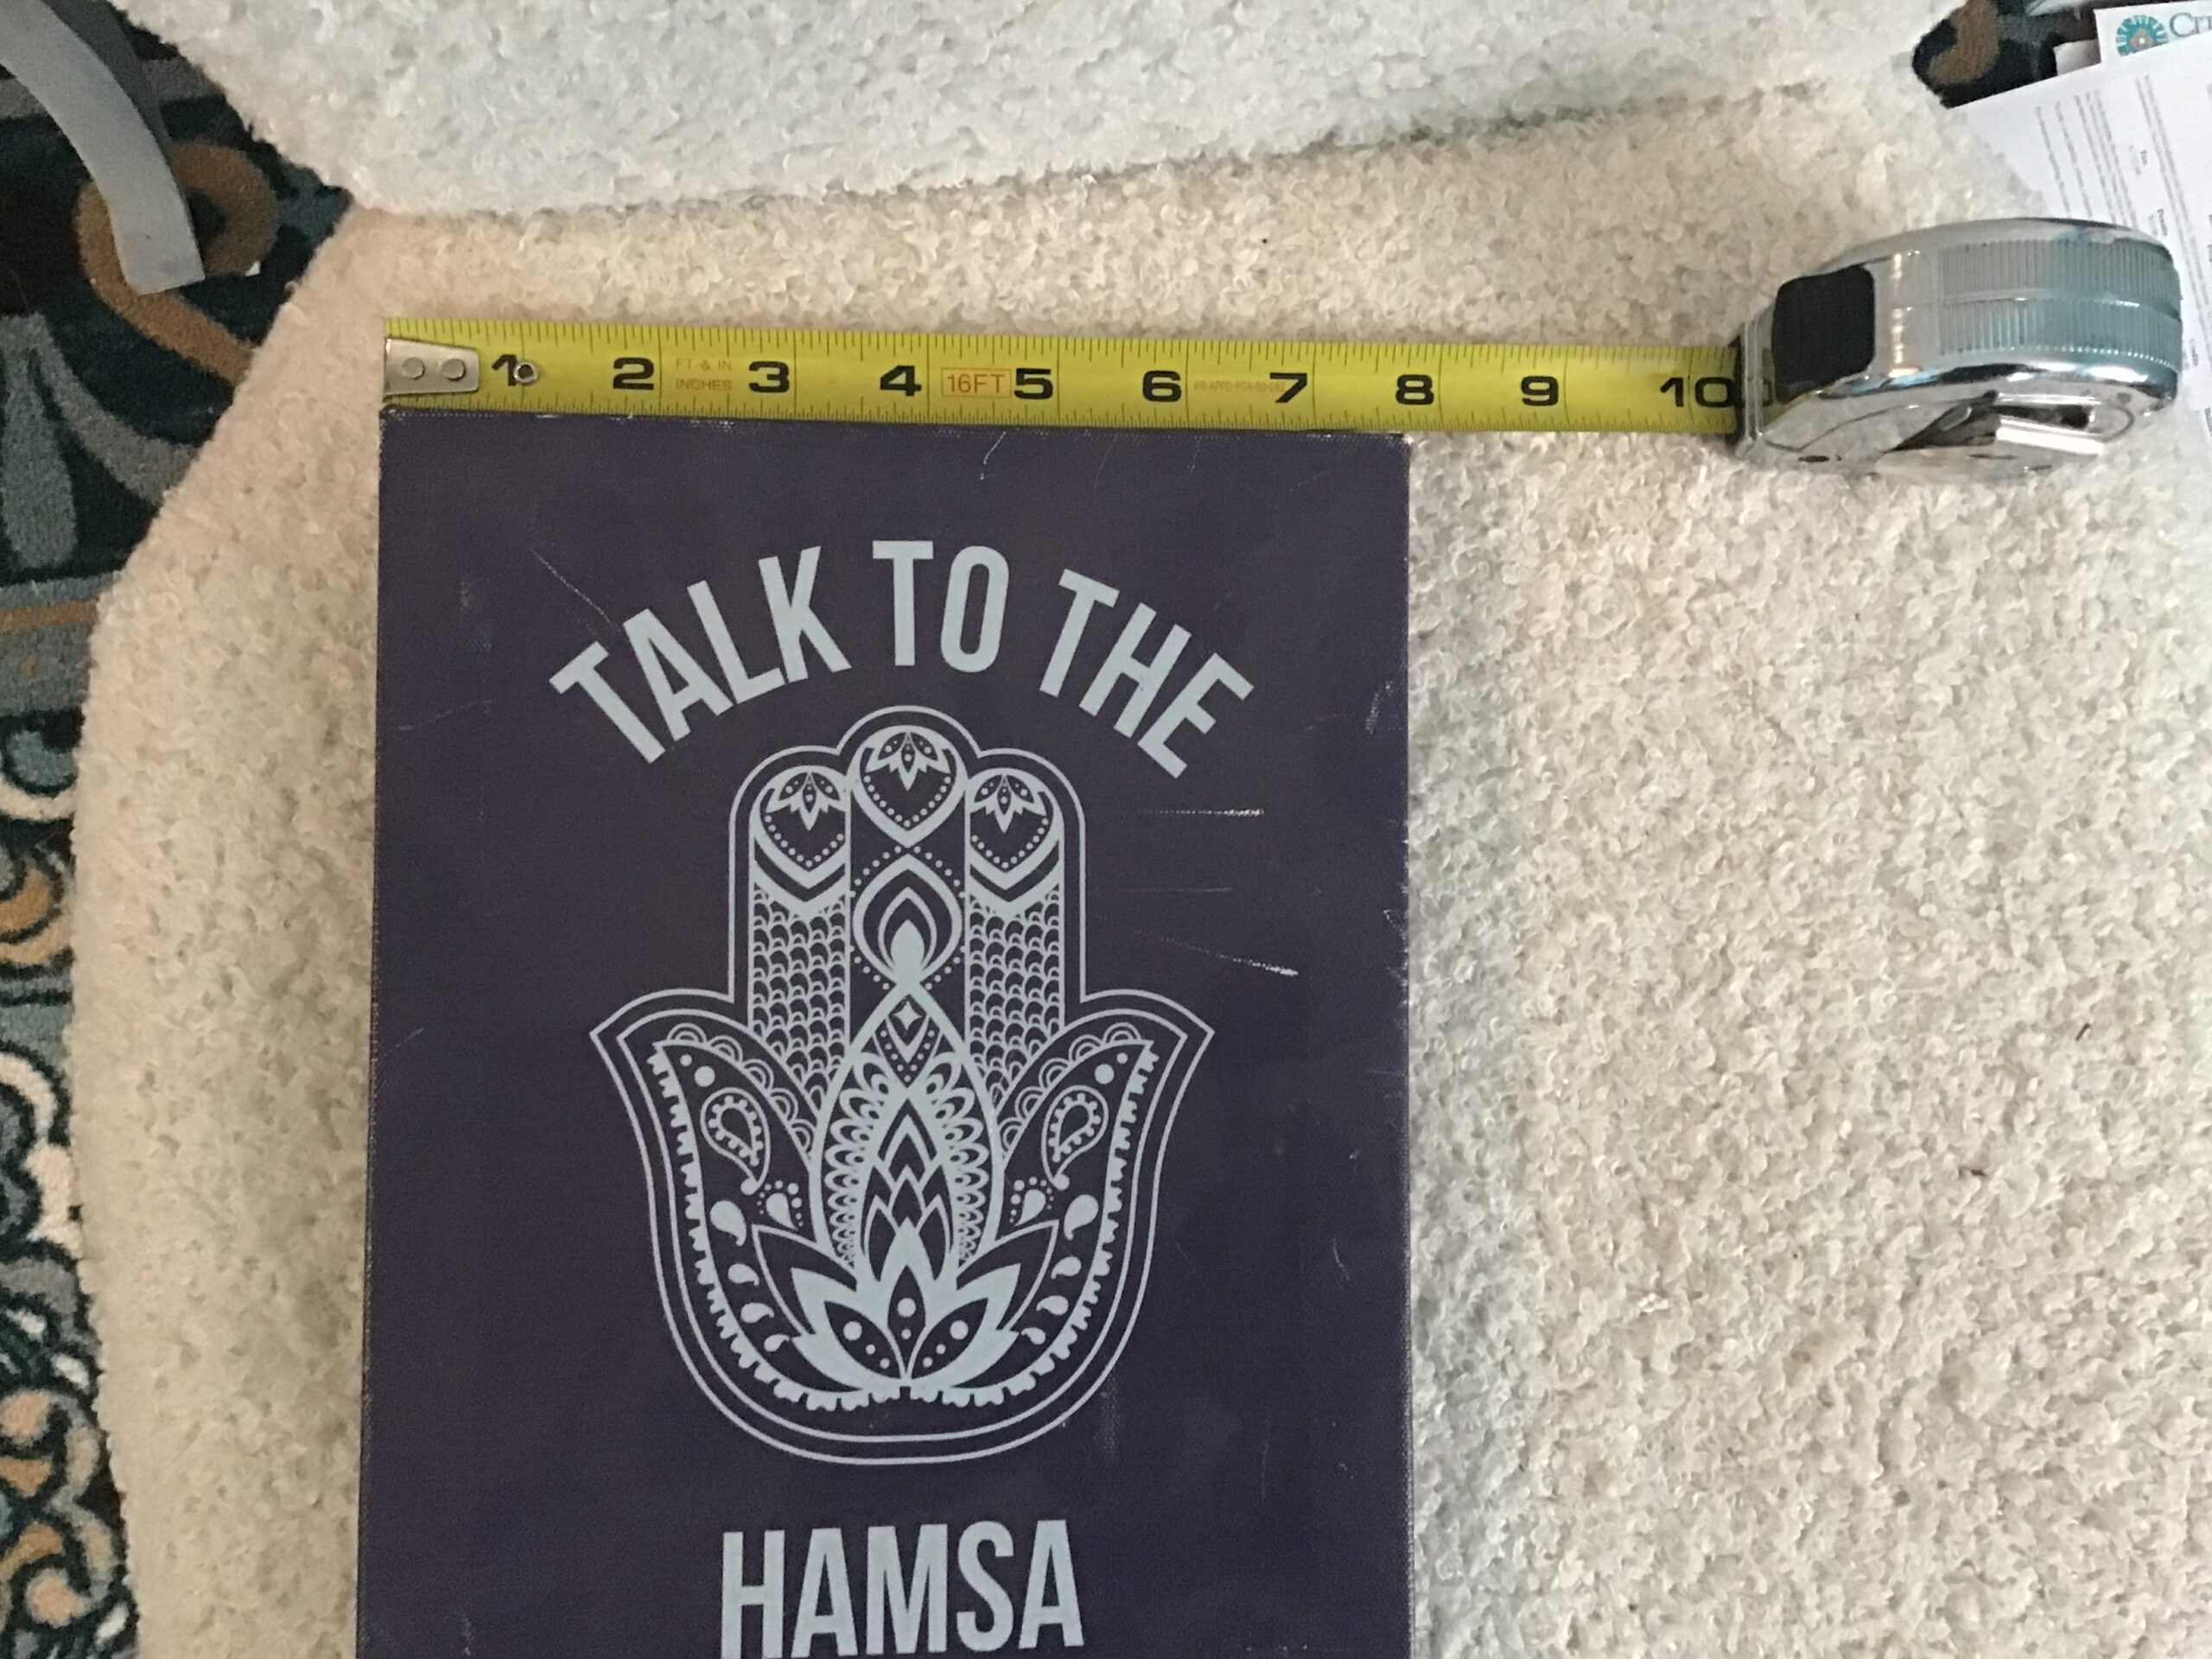 1 2 FT & IN INCHES 3 4 16FT 5 6 7 8 9 10
TALK TO THE
HAMSA